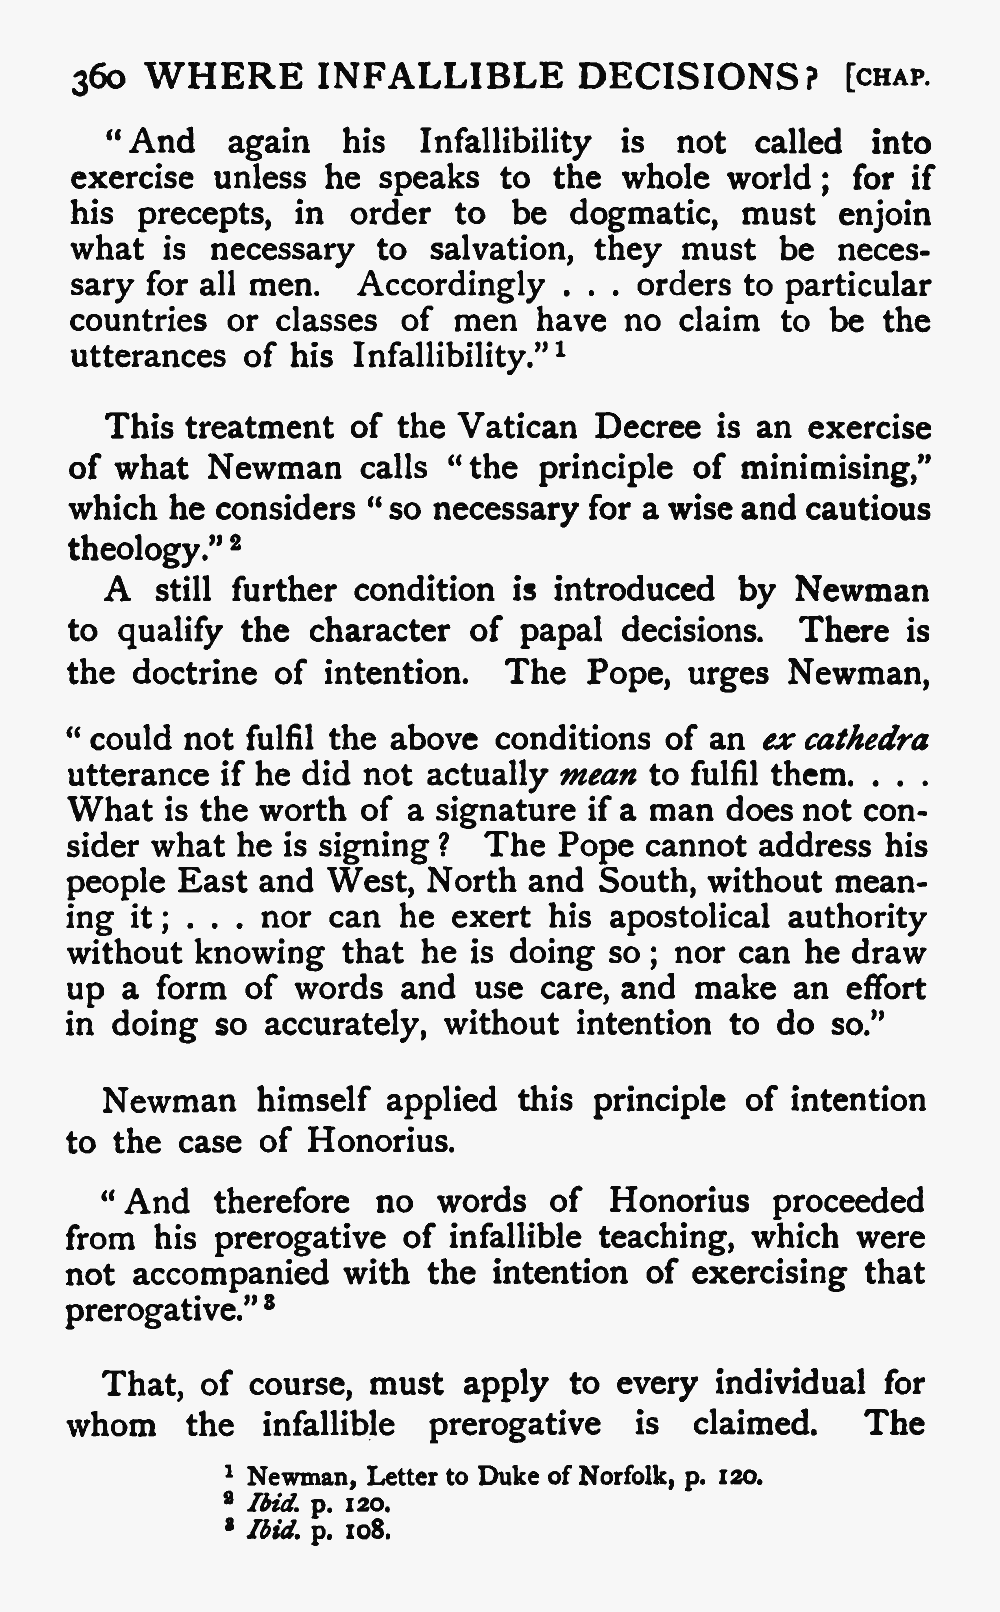 360 WHERE INFALLIBLE DECISIONS? [CHAP.
“And again his Infallibility is not called into
exercise unless he speaks to the whole world; for if
his precepts, in order to be dogmatic, must enjoin
what is necessary to salvation, they must be neces-
sary for all men. Accordingly . . . orders to particular
countries or classes of men have no claim to be the
utterances of his Infallibility.”¹
This treatment of the Vatican Decree is an exercise
of what Newman calls “the principle of minimising,”
which he considers “so necessary for a wise and cautious
theology.”²
A still further condition is introduced by Newman
to qualify the character of papal decisions. There is
the doctrine of intention. The Pope, urges Newman,
“could not fulfil the above conditions of an ex cathedra
utterance if he did not actually mean to fulfil them. . . .
What is the worth of a signature if a man does not con-
sider what he is signing? The Pope cannot address his
people East and West, North and South, without mean-
ing it; . . . nor can he exert his apostolical authority
without knowing that he is doing so; nor can he draw
up a form of words and use care, and make an effort
in doing so accurately, without intention to do so.”
Newman himself applied this principle of intention
to the case of Honorius.
“And therefore no words of Honorius proceeded
from his prerogative of infallible teaching, which were
not accompanied with the intention of exercising that
prerogative.”³
That, of course, must apply to every individual for
whom the infallible prerogative is claimed. The
¹ Newman, Letter to Duke of Norfolk, p. 120.
² Ibid. p. 120.
³ Ibid. p. 108.